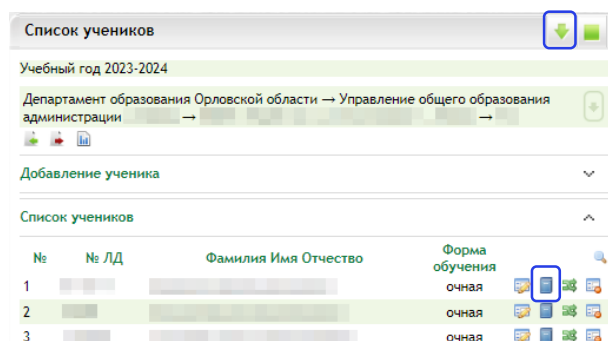 Список учеников
Учебный год 2023-2024
Департамент образования Орловской области → Управление общего образования
администрации → →
Добавление ученика
Список учеников
№ № ЛД Фамилия Имя Отчество Форма обучения
1 очная
2 очная
3 очная